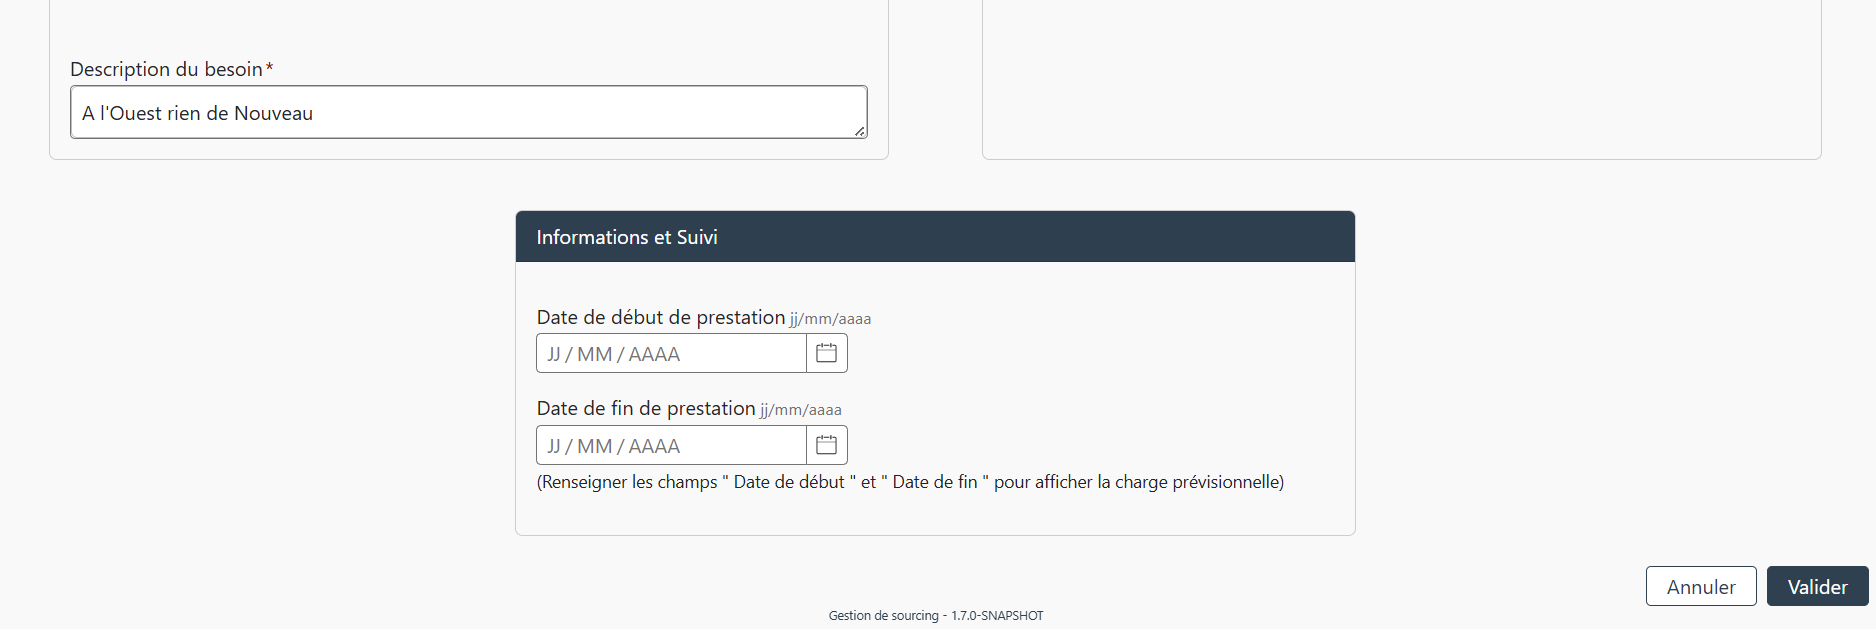 Description du besoin*
A l'Ouest rien de Nouveau
Informations et Suivi
Date de début de prestation jj/mm/aaaa
JJ / MM / AAAA
Date de fin de prestation jj/mm/aaaa
JJ / MM / AAAA
(Renseigner les champs " Date de début " et " Date de fin " pour afficher la charge prévisionnelle)
Annuler Valider
Gestion de sourcing - 1.7.0-SNAPSHOT